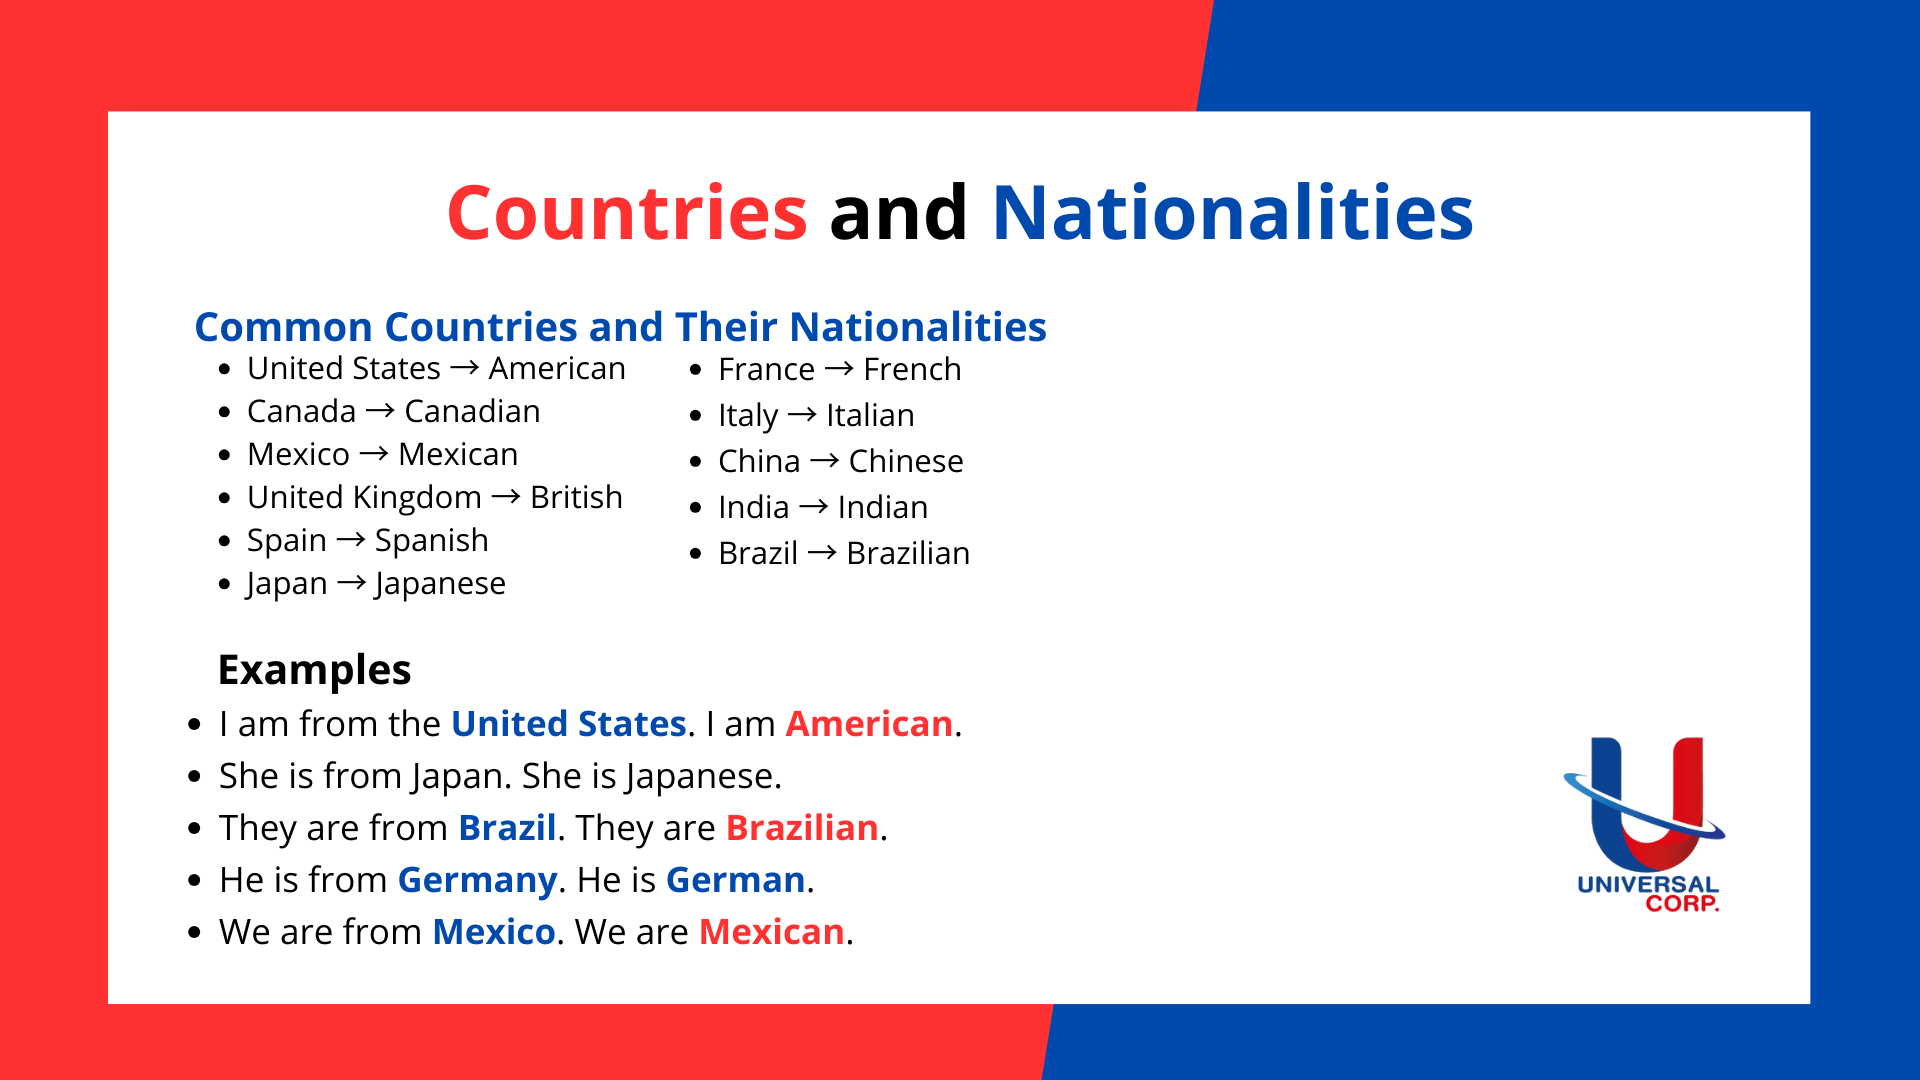 Countries and Nationalities
Common Countries and Their Nationalities
• United States → American
• Canada → Canadian
• Mexico → Mexican
• United Kingdom → British
• Spain → Spanish
• Japan → Japanese
• France → French
• Italy → Italian
• China → Chinese
• India → Indian
• Brazil → Brazilian
Examples
• I am from the United States. I am American.
• She is from Japan. She is Japanese.
• They are from Brazil. They are Brazilian.
• He is from Germany. He is German.
• We are from Mexico. We are Mexican.
UNIVERSAL
CORP.